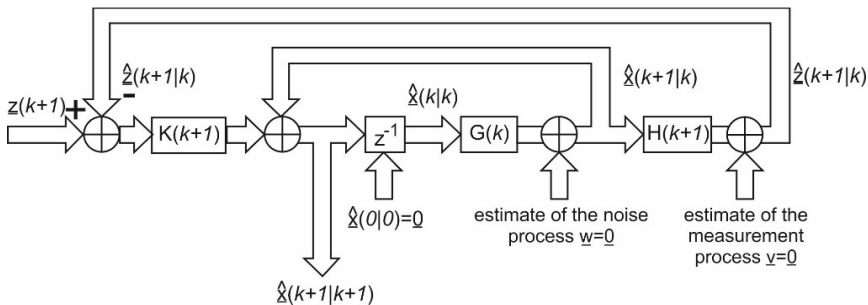 ẑ(k+1|k)
x̂(k|k)
x̂(k+1|k)
ẑ(k+1|k)
z(k+1)
+
-
K(k+1)
z⁻¹
G(k)
H(k+1)
x̂(0|0)=0
estimate of the noise
process w=0
estimate of the
measurement
process v=0
x̂(k+1|k+1)